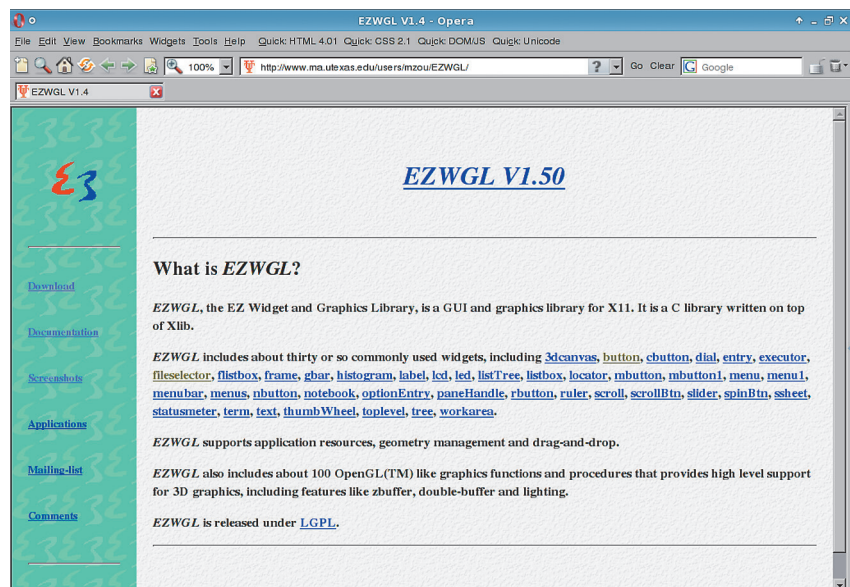 EZWGL V1.4 - Opera
File Edit View Bookmarks Widgets Tools Help Quick: HTML 4.01 Quick: CSS 2.1 Quick: DOM/JS Quick: Unicode
100% http://www.ma.utexas.edu/users/mzou/EZWGL/ ? Go Clear G Google
EZWGL V1.4
EZ
EZWGL V1.50
Download
Documentation
Screenshots
Applications
Mailing-list
Comments
What is EZWGL?
EZWGL, the EZ Widget and Graphics Library, is a GUI and graphics library for X11. It is a C library written on top
of Xlib.
EZWGL includes about thirty or so commonly used widgets, including 3dcanvas, button, cbutton, dial, entry, executor,
fileselector, flistbox, frame, gbar, histogram, label, lcd, led, listTree, listbox, locator, mbutton, mbutton1, menu, menu1,
menubar, menus, nbutton, notebook, optionEntry, paneHandle, rbutton, ruler, scroll, scrollBtn, slider, spinBtn, ssheet,
statusmeter, term, text, thumbWheel, toplevel, tree, workarea.
EZWGL supports application resources, geometry management and drag-and-drop.
EZWGL also includes about 100 OpenGL(TM) like graphics functions and procedures that provides high level support
for 3D graphics, including features like zbuffer, double-buffer and lighting.
EZWGL is released under LGPL.